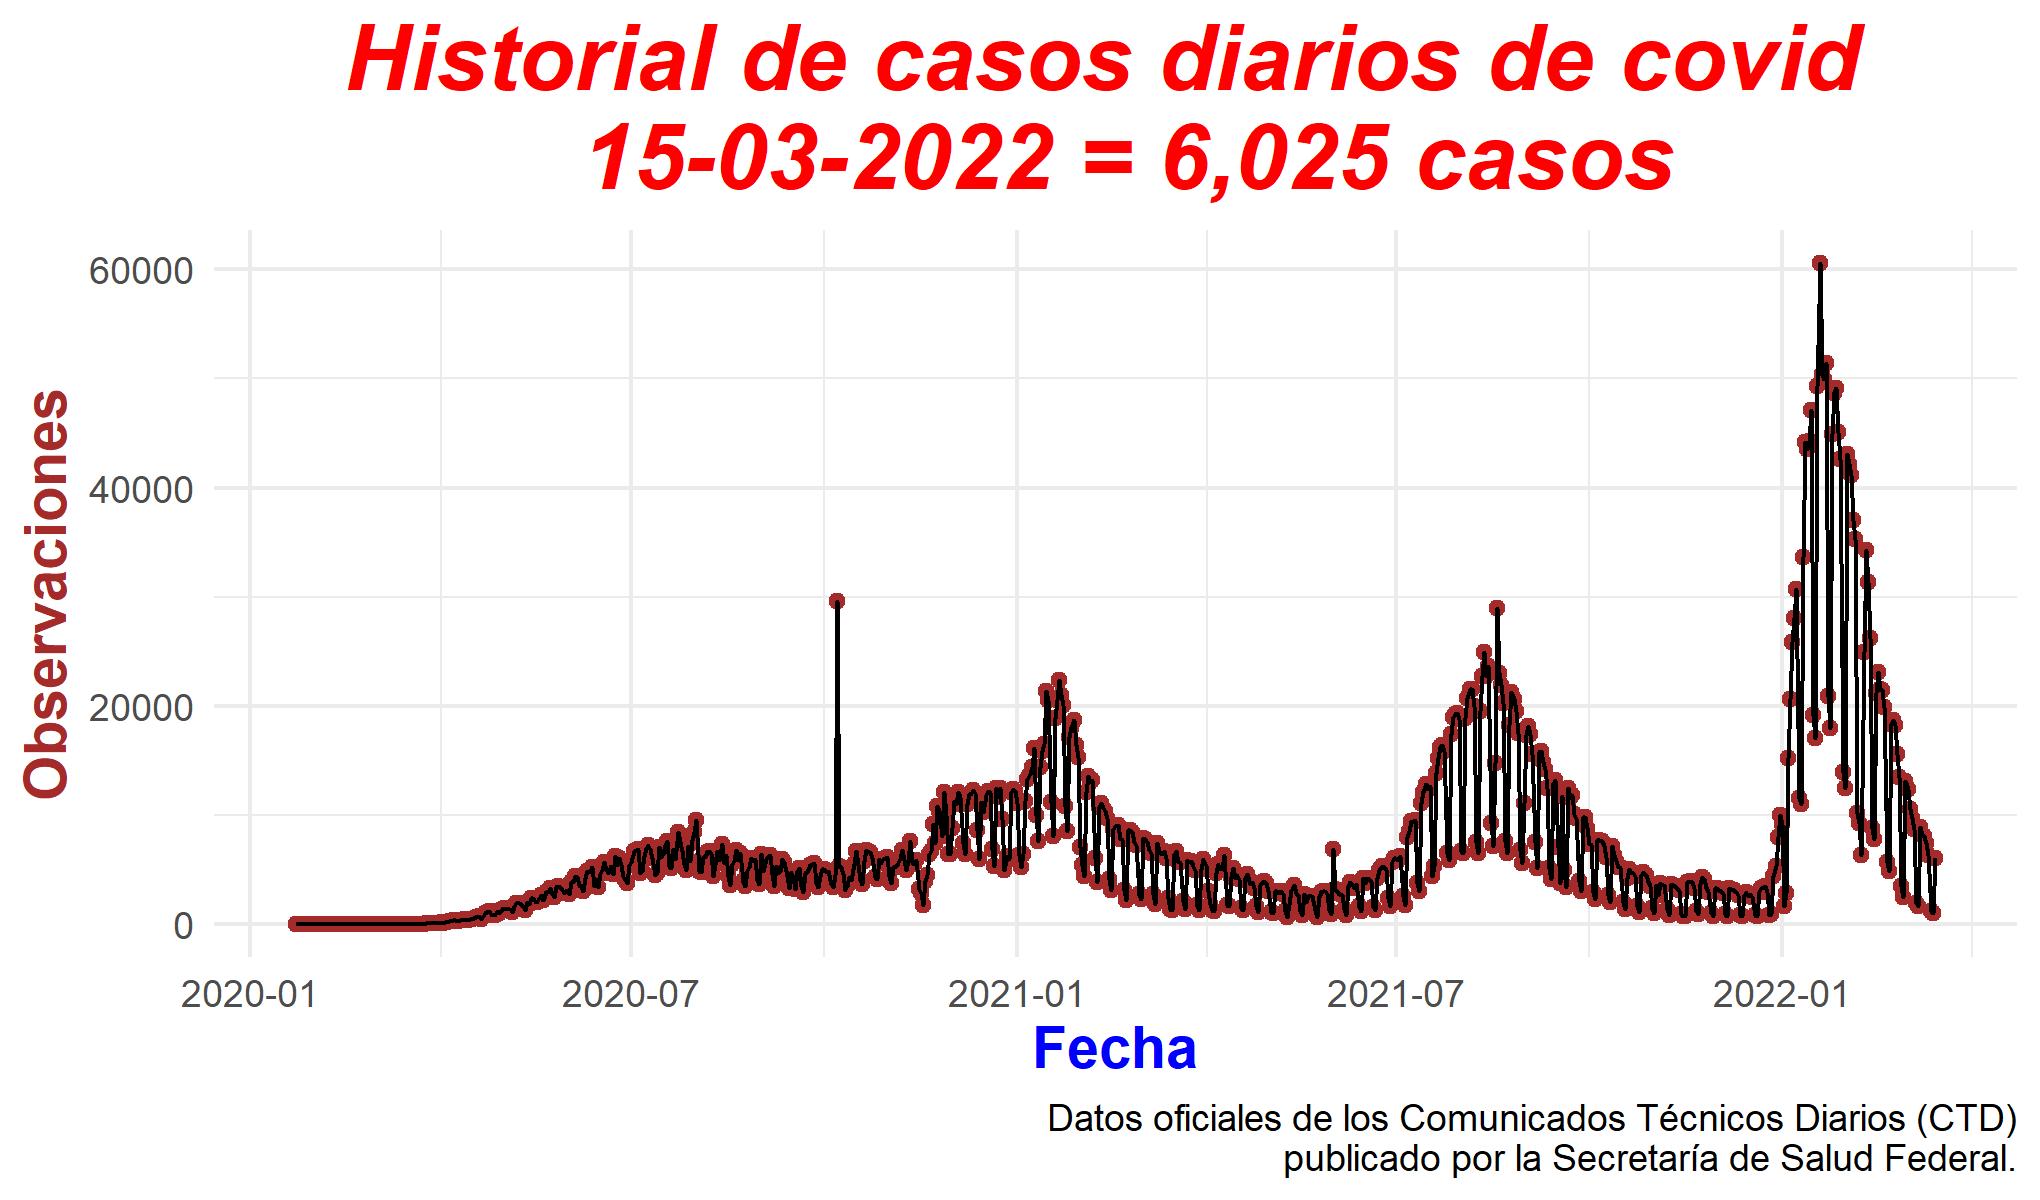 Historial de casos diarios de covid
15-03-2022 = 6,025 casos
Observaciones
60000
40000
20000
0
2020-01
2020-07
2021-01
2021-07
2022-01
Fecha
Datos oficiales de los Comunicados Técnicos Diarios (CTD)
publicado por la Secretaría de Salud Federal.